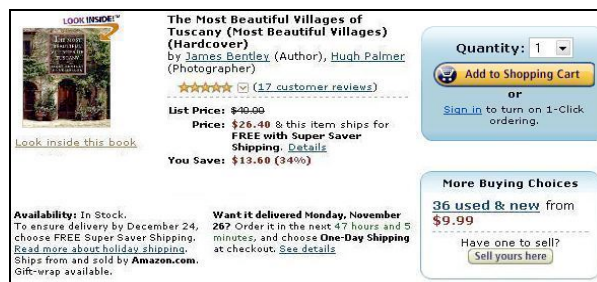 LOOK INSIDE!™
THE MOST
BEAUTIFUL
VILLAGES OF
TUSCANY
Look inside this book
The Most Beautiful Villages of
Tuscany (Most Beautiful Villages)
(Hardcover)
by James Bentley (Author), Hugh Palmer
(Photographer)
(17 customer reviews)
List Price: $40.00
Price: $26.40 & this item ships for
FREE with Super Saver
Shipping. Details
You Save: $13.60 (34%)
Availability: In Stock.
To ensure delivery by December 24,
choose FREE Super Saver Shipping.
Read more about holiday shipping.
Ships from and sold by Amazon.com.
Gift-wrap available.
Want it delivered Monday, November
26? Order it in the next 47 hours and 5
minutes, and choose One-Day Shipping
at checkout. See details
Quantity: 1
Add to Shopping Cart
or
Sign in to turn on 1-Click
ordering.
More Buying Choices
36 used & new from
$9.99
Have one to sell?
Sell yours here